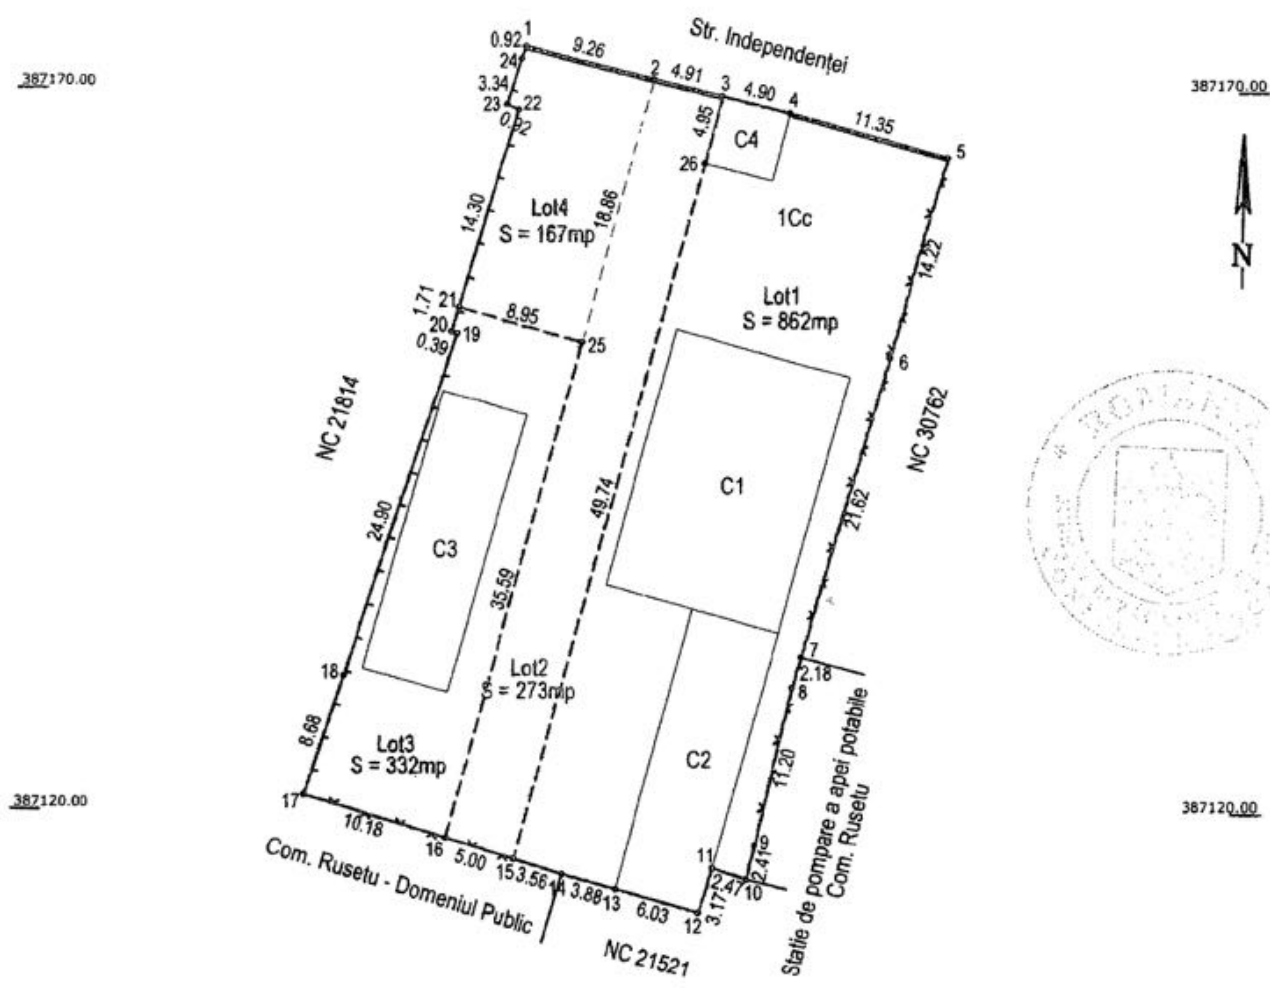 Str. Independenței
387170.00
387170.00
1
0.92
9.26
24
2
4.91
3
4.90
4
11.35
5
3.34
23
22
0.92
4.95
C4
26
1Cc
14.30
Lot4
S = 167mp
18.86
14.22
N
Lot1
S = 862mp
21
1.71
8.95
20
19
0.39
25
6
NC 21814
NC 30762
C1
49.74
21.62
24.90
C3
35.59
7
2.18
8
18
Lot2
S = 273mp
8.68
Lot3
S = 332mp
C2
11.20
Statie de pompare a apei potabile
Com. Rusetu
387120.00
387120.00
17
10.18
16
5.00
15
3.56
14
3.88
13
6.03
12
3.17
11
2.47
10
2.41
9
Com. Rusetu - Domeniul Public
NC 21521